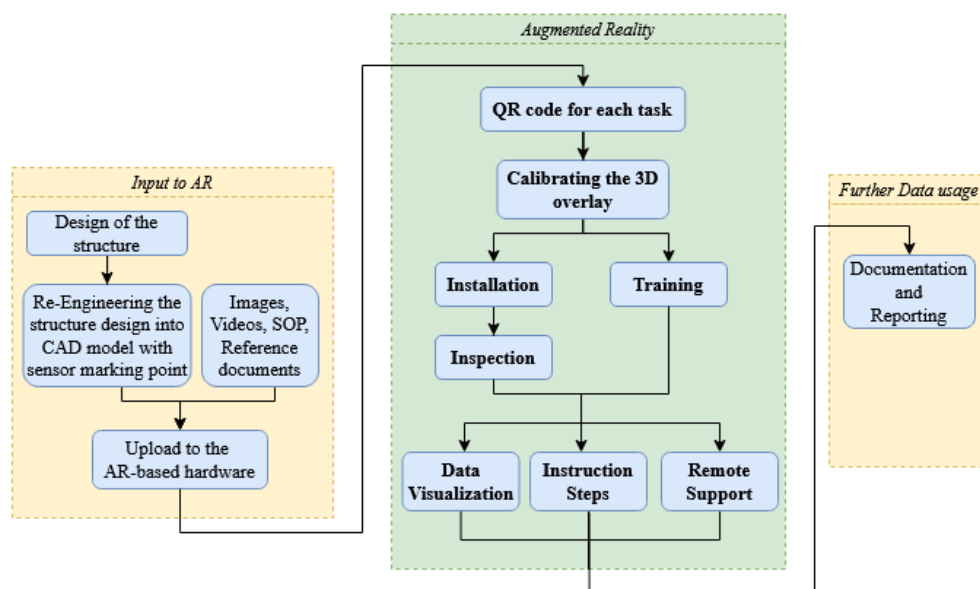 Augmented Reality
QR code for each task
Calibrating the 3D
overlay
Input to AR
Further Data usage
Design of the
structure
Re-Engineering the
structure design into
CAD model with
sensor marking point
Images,
Videos, SOP,
Reference
documents
Upload to the
AR-based hardware
Installation
Training
Inspection
Data
Visualization
Instruction
Steps
Remote
Support
Documentation
and
Reporting